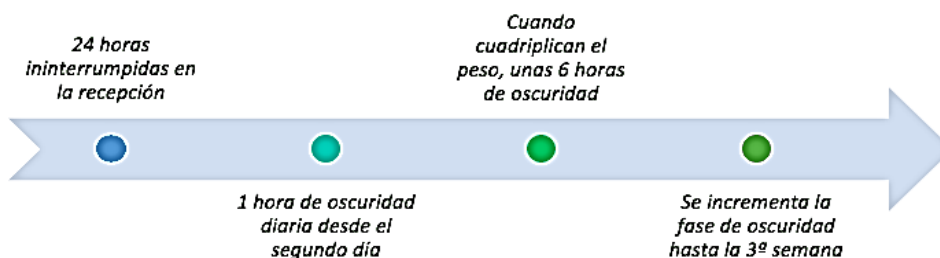 24 horas
ininterrumpidas en
la recepción
1 hora de oscuridad
diaria desde el
segundo día
Cuando
cuadriplican el
peso, unas 6 horas
de oscuridad
Se incrementa la
fase de oscuridad
hasta la 3º semana